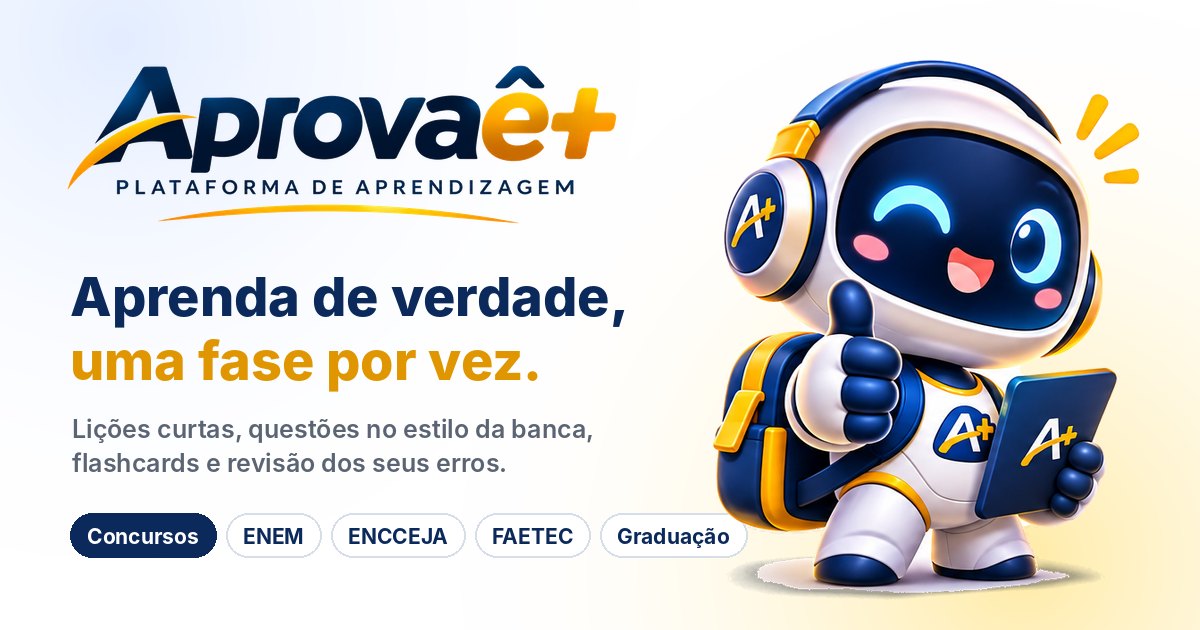 Aprovaê+
PLATAFORMA DE APRENDIZAGEM
Aprenda de verdade,
uma fase por vez.
Lições curtas, questões no estilo da banca,
flashcards e revisão dos seus erros.
Concursos ENEM ENCCEJA FAETEC Graduação
A+
A+
A+